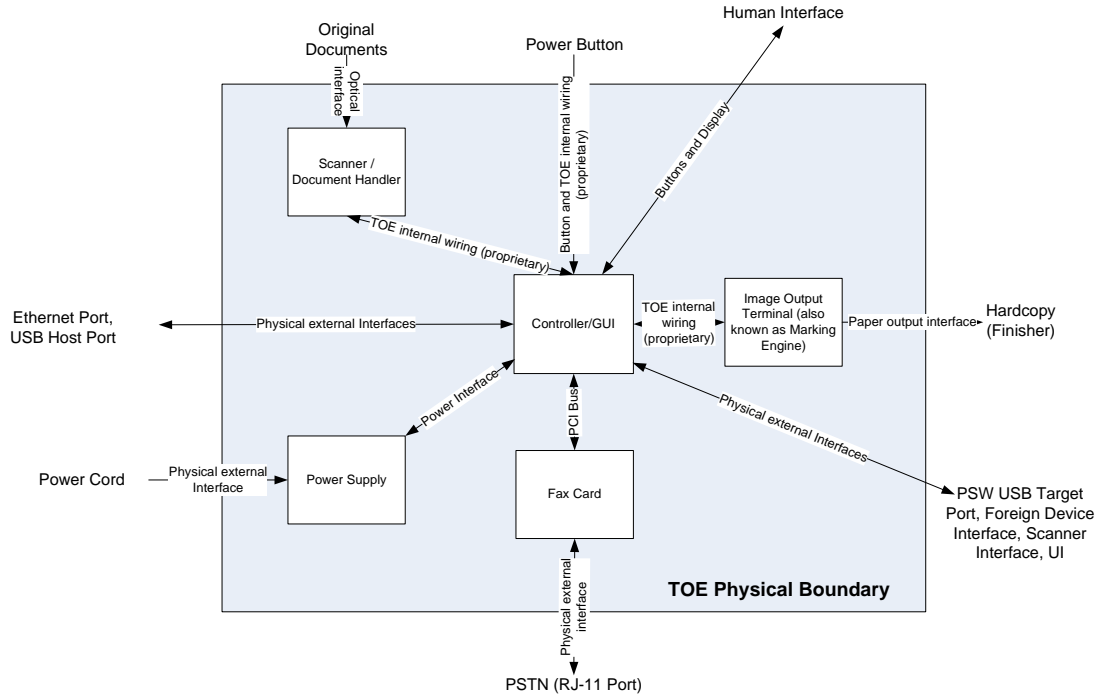 Human Interface
Original
Documents
Power Button
Optical
interface
Button and TOE internal wiring
(proprietary)
Buttons and Display
Scanner /
Document Handler
TOE internal wiring (proprietary)
Ethernet Port,
USB Host Port
Physical external Interfaces
Controller/GUI
TOE internal
wiring
(proprietary)
Image Output
Terminal (also
known as Marking
Engine)
Paper output interface
Hardcopy
(Finisher)
Power Interface
PCI Bus
Physical external Interfaces
Power Cord
Physical external
Interface
Power Supply
Fax Card
PSW USB Target
Port, Foreign Device
Interface, Scanner
Interface, UI
Physical external
interface
TOE Physical Boundary
PSTN (RJ-11 Port)